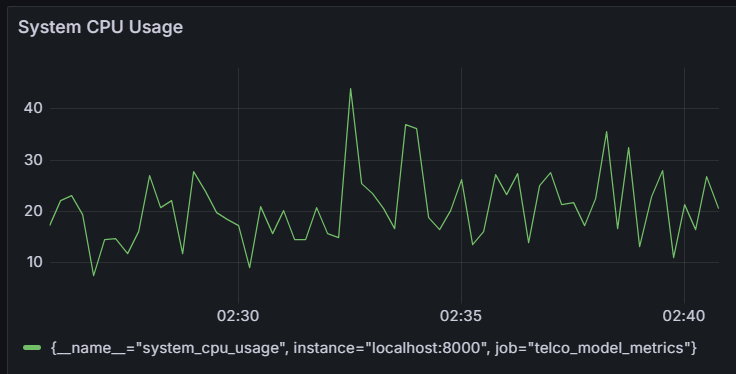 System CPU Usage
40
30
20
10
02:30 02:35 02:40
{__name__="system_cpu_usage", instance="localhost:8000", job="telco_model_metrics"}